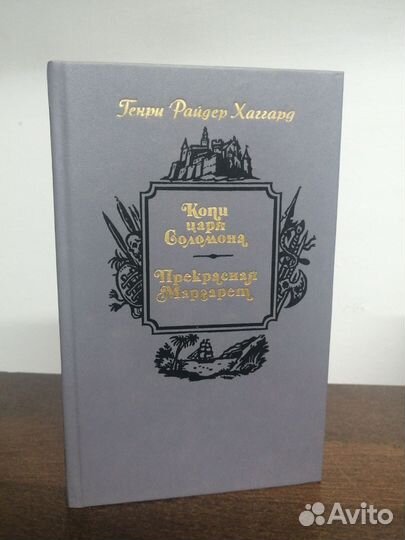 Генри Райдер Хаггард
Копи
царя
Соломона
Прекрасная
Маргарет
Avito